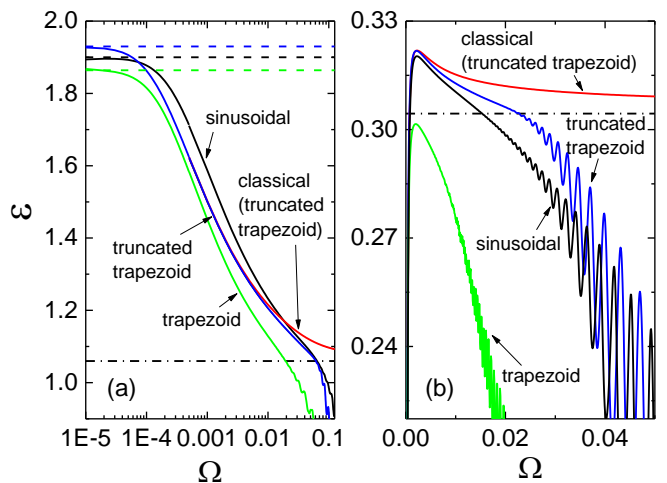 2.0
1.8
1.6
1.4
1.2
1.0
ε
sinusoidal
classical
(truncated
trapezoid)
truncated
trapezoid
trapezoid
(a)
1E-5 1E-4 0.001 0.01 0.1
Ω
0.33
0.30
0.27
0.24
classical
(truncated trapezoid)
truncated
trapezoid
sinusoidal
trapezoid
(b)
0.00 0.02 0.04
Ω